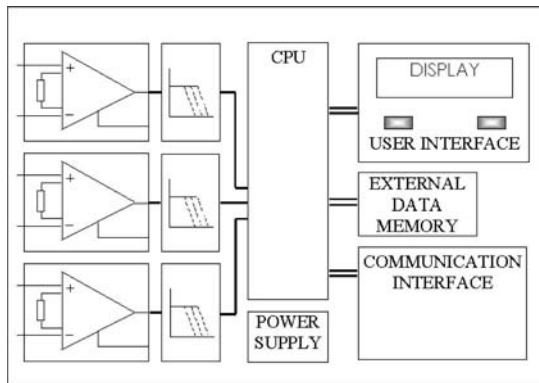 CPU
DISPLAY
USER INTERFACE
EXTERNAL
DATA
MEMORY
COMMUNICATION
INTERFACE
POWER
SUPPLY
+
−
+
−
+
−